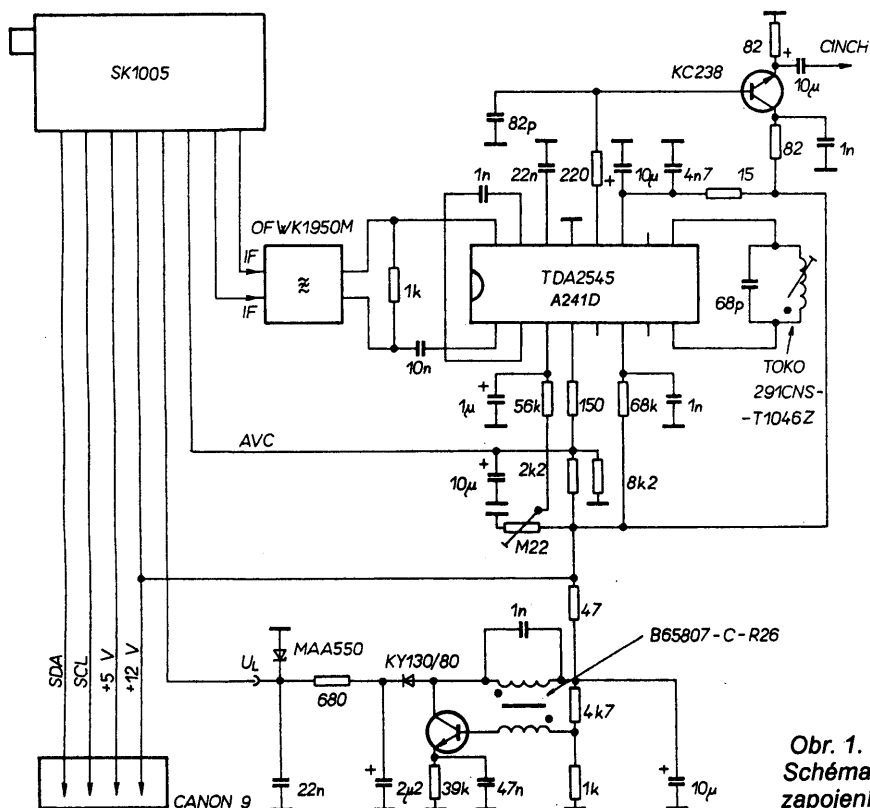 SK1005
82
+
CINCH
KC238
10µ
82p
82
1n
1n
22n
220
+
10µ
4n7
15
OFWK1950M
IF
IF
≈
1k
10n
TDA2545
A241D
68p
TOKO
291CNS-
-T1046Z
+
1µ
56k
150
68k
1n
AVC
+
10µ
2k2
8k2
M22
47
1n
B65807-C-R26
SDA
SCL
+5 V
+12 V
UL
MAA550
KY130/80
680
4k7
22n
+
2µ2
39k
47n
1k
+
10µ
CANON 9
Obr. 1.
Schéma
zapojení